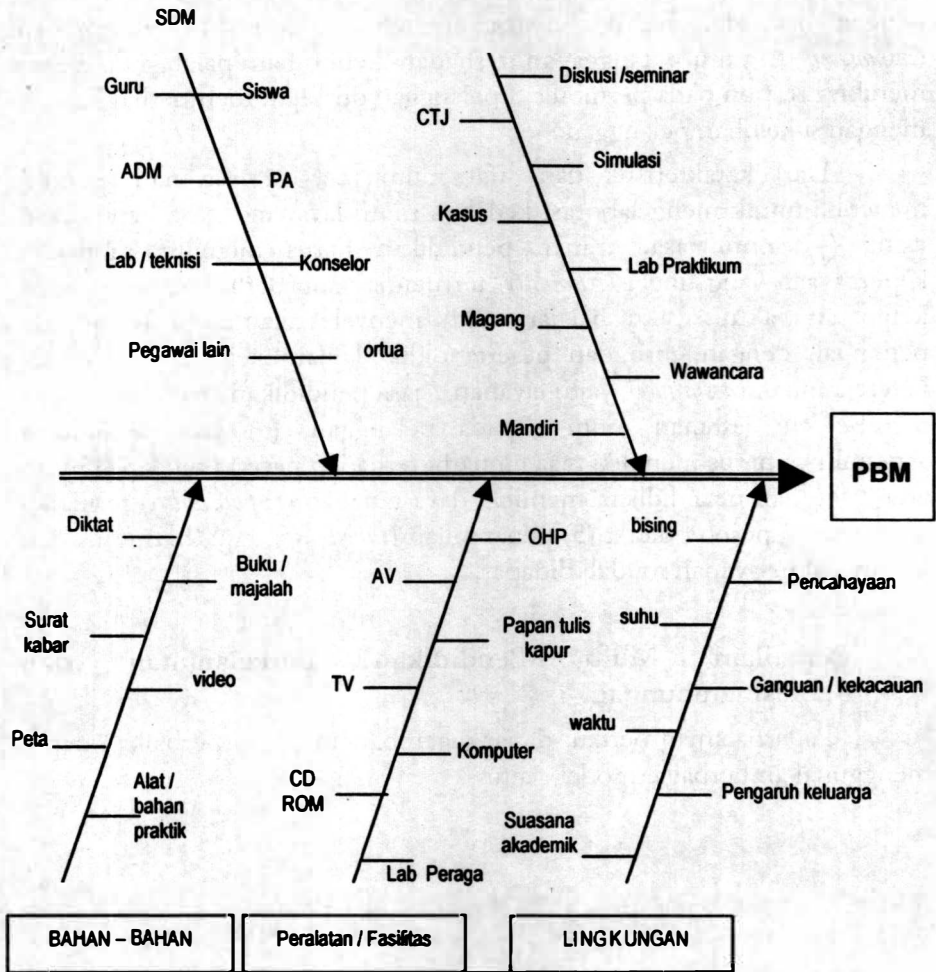 SDM
Guru
Siswa
ADM
PA
Lab / teknisi
Konselor
Pegawai lain
ortua
Diskusi /seminar
CTJ
Simulasi
Kasus
Lab Praktikum
Magang
Wawancara
Mandiri
PBM
Diktat
Buku /
majalah
Surat
kabar
video
Peta
Alat /
bahan
praktik
OHP
AV
Papan tulis
kapur
TV
Komputer
CD
ROM
Lab Peraga
bising
Pencahayaan
suhu
Ganguan / kekacauan
waktu
Pengaruh keluarga
Suasana
akademik
BAHAN – BAHAN
Peralatan / Fasilitas
LINGKUNGAN